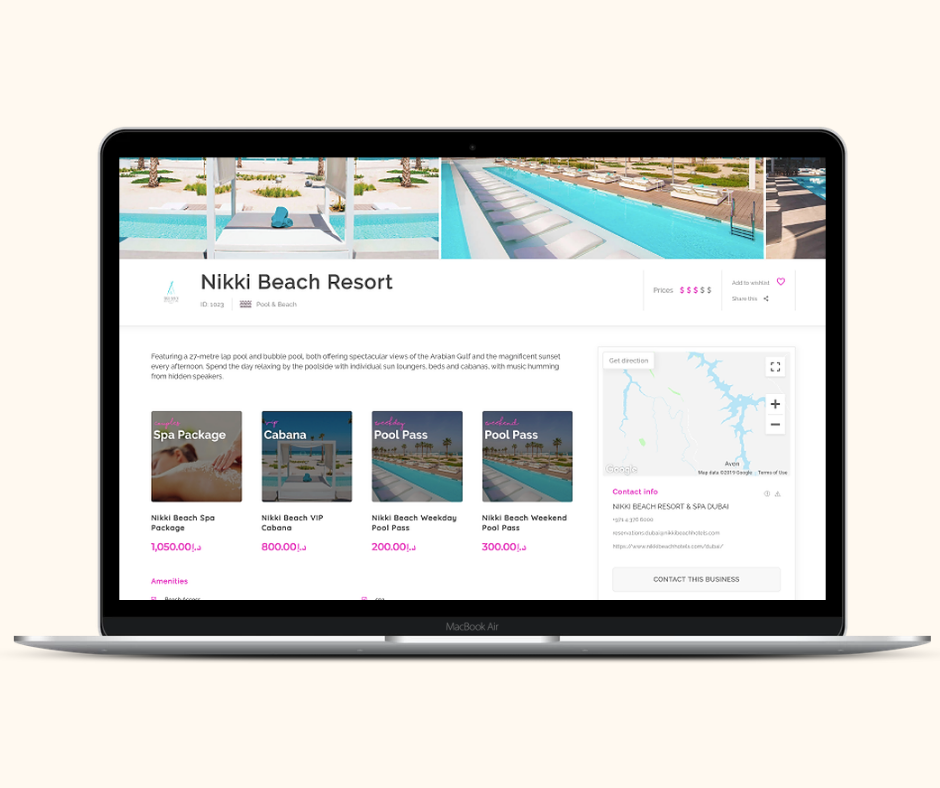 Nikki Beach Resort
ID: 1023
Pool & Beach
Prices $ $ $ $ $
Add to wishlist
Share this
Featuring a 27-metre lap pool and bubble pool, both offering spectacular views of the Arabian Gulf and the magnificent sunset
every afternoon. Spend the day relaxing by the poolside with individual sun loungers, beds and cabanas, with music humming
from hidden speakers.
couples
Spa Package
vip
Cabana
weekday
Pool Pass
weekend
Pool Pass
Nikki Beach Spa
Package
1,050.00د.إ
Nikki Beach VIP
Cabana
800.00د.إ
Nikki Beach Weekday
Pool Pass
200.00د.إ
Nikki Beach Weekend
Pool Pass
300.00د.إ
Amenities
Beach Access
Get direction
+
−
Avon
Google
Map data ©2019 Google
Terms of Use
Contact info
NIKKI BEACH RESORT & SPA DUBAI
+971 4 376 6000
https://www.nikkibeachhotels.com/dubai/
CONTACT THIS BUSINESS
MacBook Air